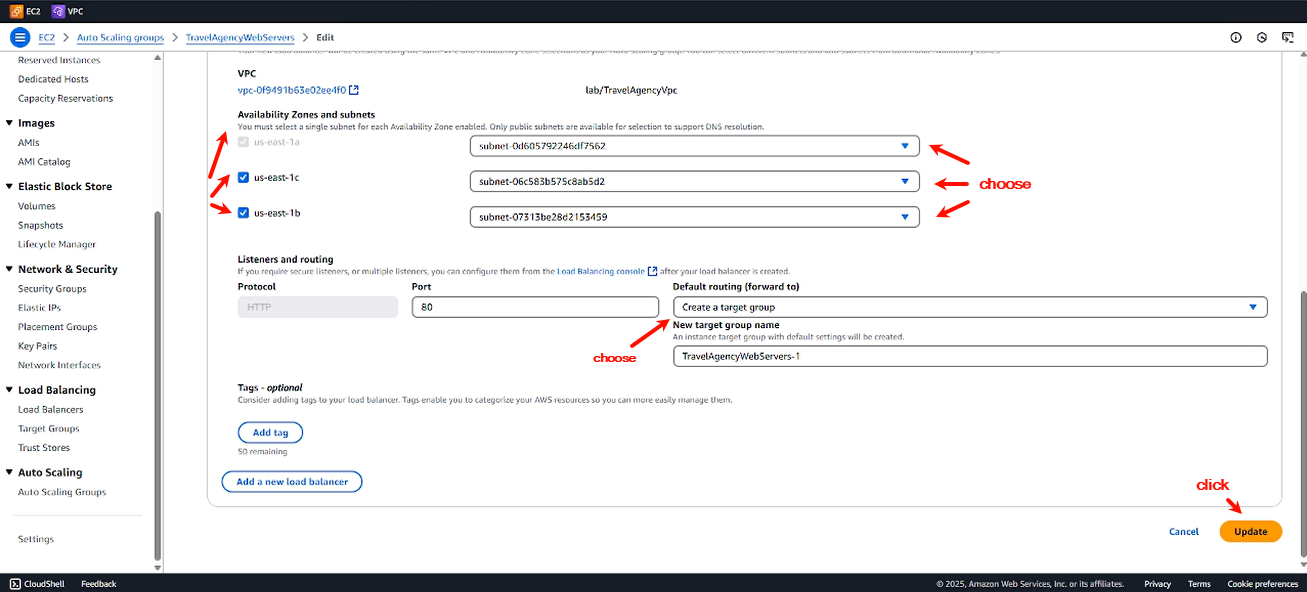 EC2 VPC
EC2 > Auto Scaling groups > TravelAgencyWebServers > Edit
Reserved Instances
Dedicated Hosts
Capacity Reservations
Images
AMIs
AMI Catalog
Elastic Block Store
Volumes
Snapshots
Lifecycle Manager
Network & Security
Security Groups
Elastic IPs
Placement Groups
Key Pairs
Network Interfaces
Load Balancing
Load Balancers
Target Groups
Trust Stores
Auto Scaling
Auto Scaling Groups
Settings
VPC
vpc-0f9491b63e02ee4f0
lab/TravelAgencyVpc
Availability Zones and subnets
You must select a single subnet for each Availability Zone enabled. Only public subnets are available for selection to support DNS resolution.
us-east-1a subnet-0d605792246df7562
us-east-1c subnet-06c583b575c8ab5d2
choose
us-east-1b subnet-07313be28d2153459
Listeners and routing
If you require secure listeners, or multiple listeners, you can configure them from the Load Balancing console after your load balancer is created.
Protocol Port Default routing (forward to)
HTTP 80 Create a target group
New target group name
An instance target group with default settings will be created.
choose
TravelAgencyWebServers-1
Tags - optional
Consider adding tags to your load balancer. Tags enable you to categorize your AWS resources so you can more easily manage them.
Add tag
50 remaining
Add a new load balancer
click
Cancel Update
CloudShell Feedback © 2025, Amazon Web Services, Inc. or its affiliates. Privacy Terms Cookie preferences